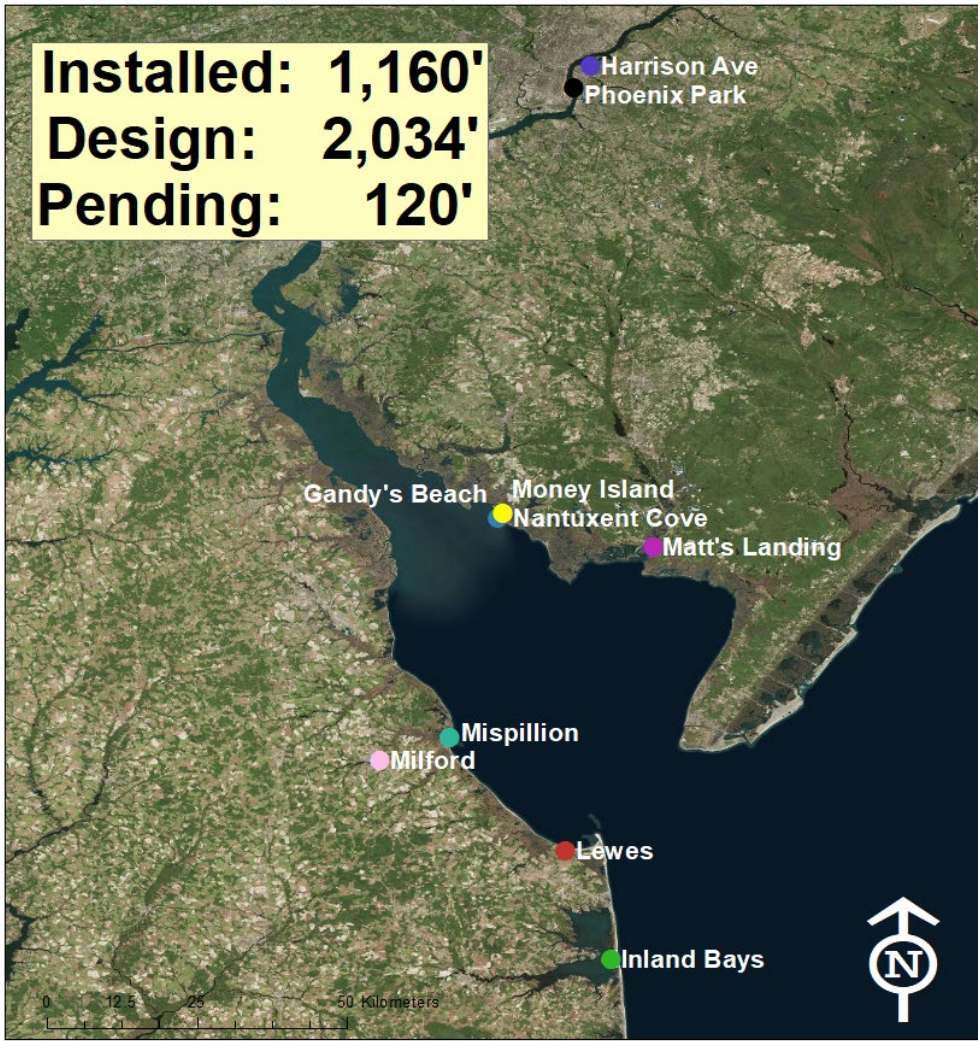 Installed: 1,160'
Design: 2,034'
Pending: 120'
Harrison Ave
Phoenix Park
Gandy's Beach
Money Island
Nantuxent Cove
Matt's Landing
Mispillion
Milford
Lewes
Inland Bays
N
0 12.5 25 50 Kilometers